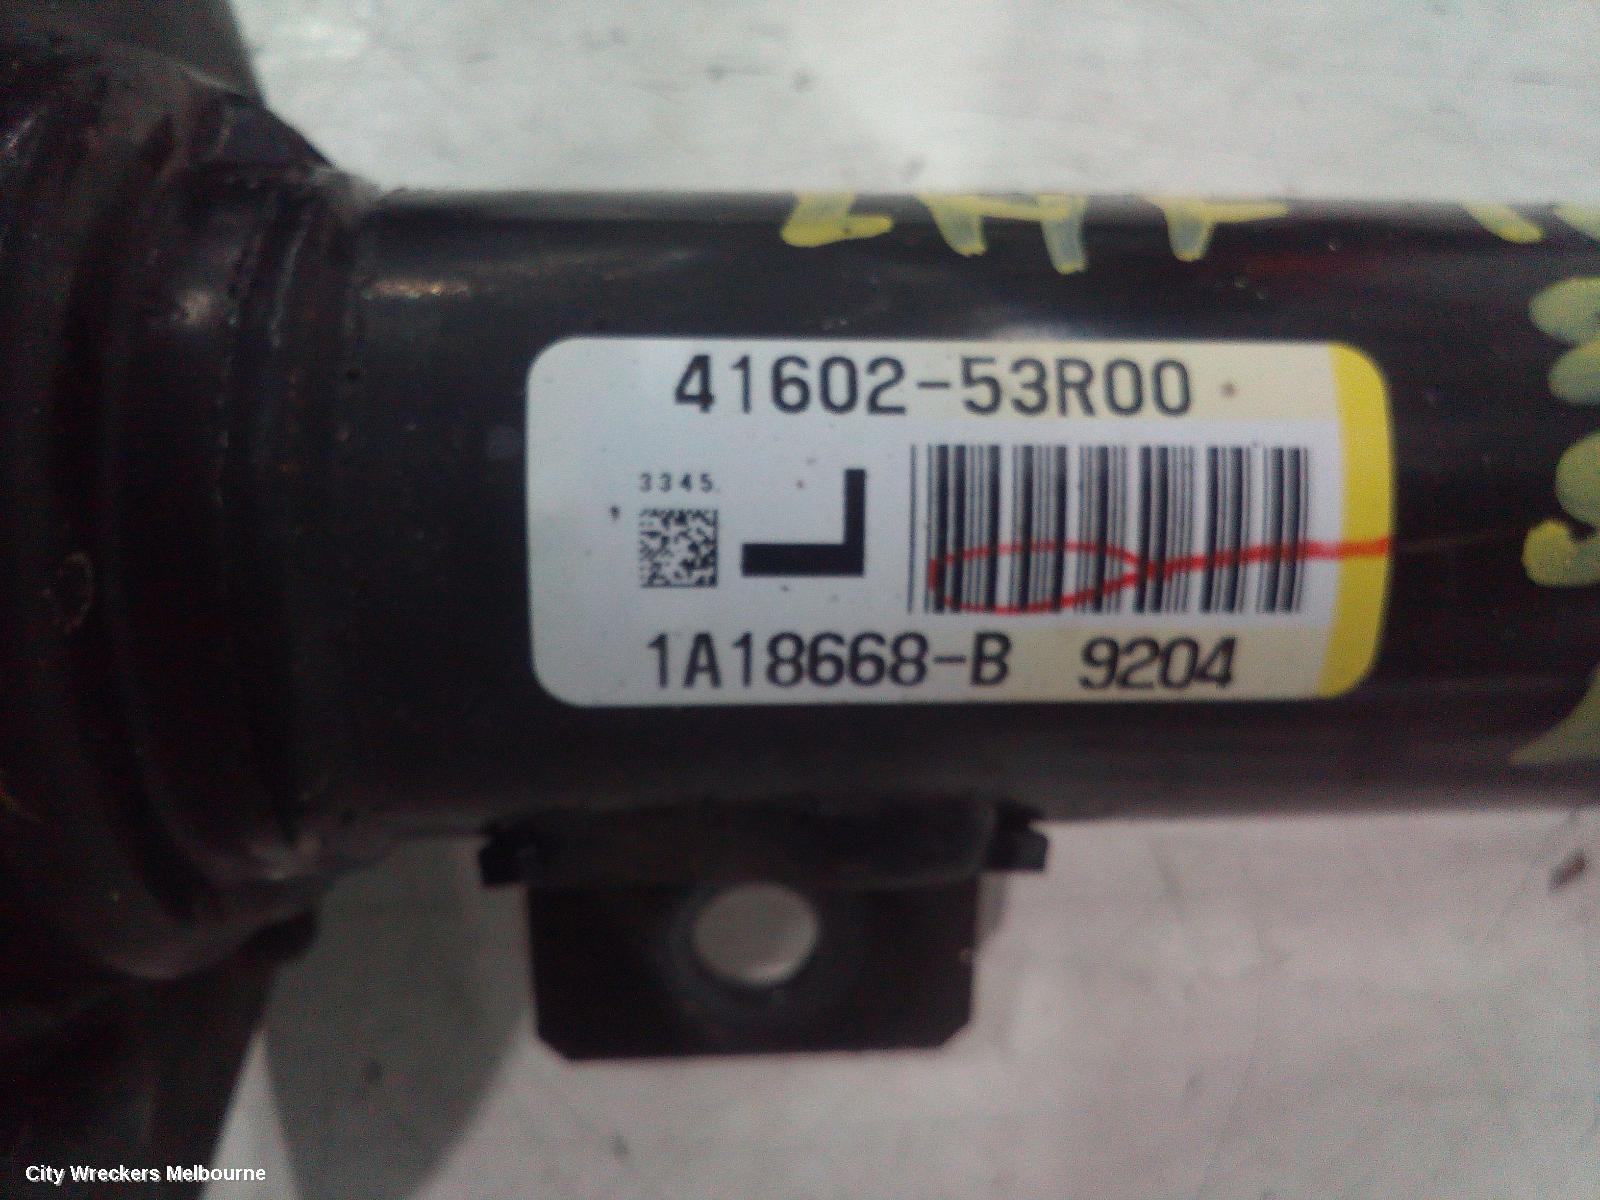 41602-53R00
3345
L
1A18668-B 9204
City Wreckers Melbourne